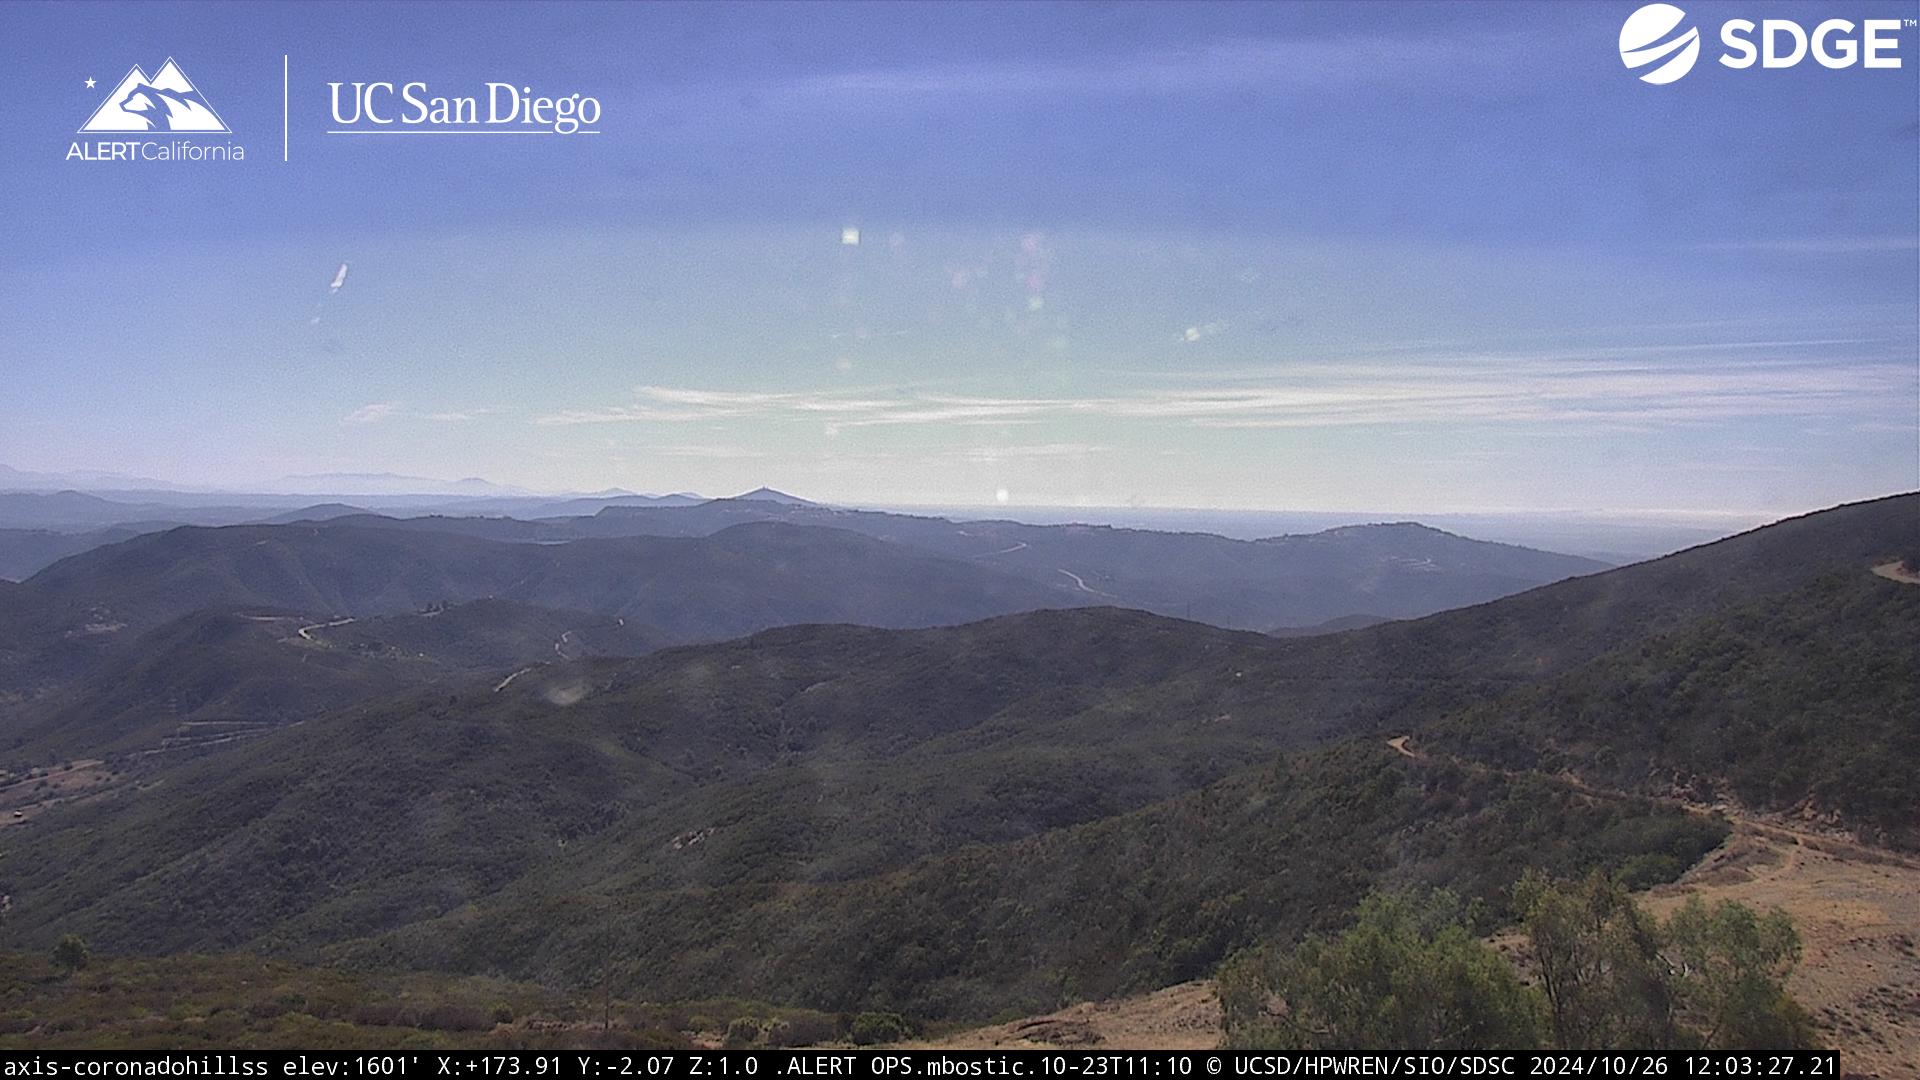 ALERTCalifornia
UC San Diego
SDGE™
axis-coronadohillss elev:1601' X:+173.91 Y:-2.07 Z:1.0 .ALERT OPS.mbostic.10-23T11:10 © UCSD/HPWREN/SIO/SDSC 2024/10/26 12:03:27.21